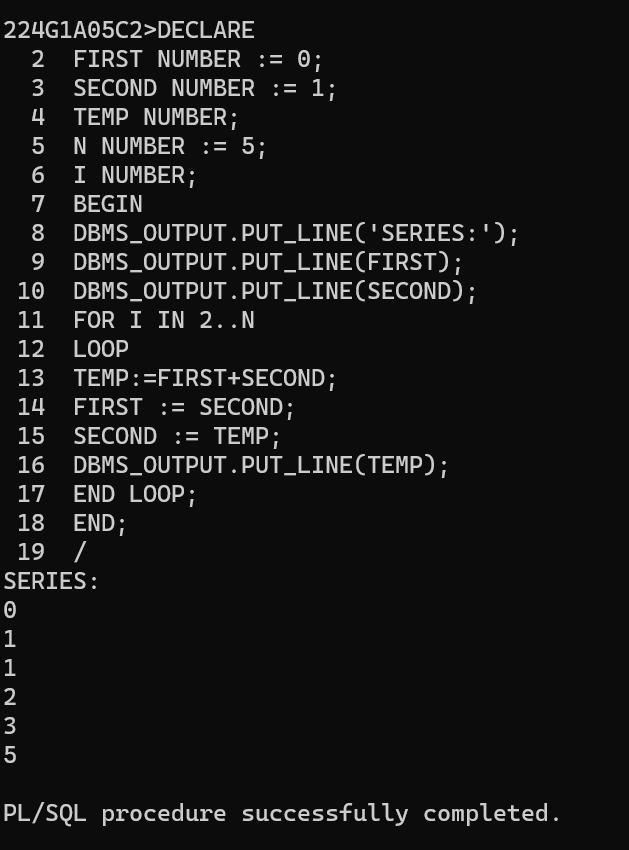 224G1A05C2>DECLARE
  2  FIRST NUMBER := 0;
  3  SECOND NUMBER := 1;
  4  TEMP NUMBER;
  5  N NUMBER := 5;
  6  I NUMBER;
  7  BEGIN
  8  DBMS_OUTPUT.PUT_LINE('SERIES:');
  9  DBMS_OUTPUT.PUT_LINE(FIRST);
 10  DBMS_OUTPUT.PUT_LINE(SECOND);
 11  FOR I IN 2..N
 12  LOOP
 13  TEMP:=FIRST+SECOND;
 14  FIRST := SECOND;
 15  SECOND := TEMP;
 16  DBMS_OUTPUT.PUT_LINE(TEMP);
 17  END LOOP;
 18  END;
 19  /
SERIES:
0
1
1
2
3
5
PL/SQL procedure successfully completed.